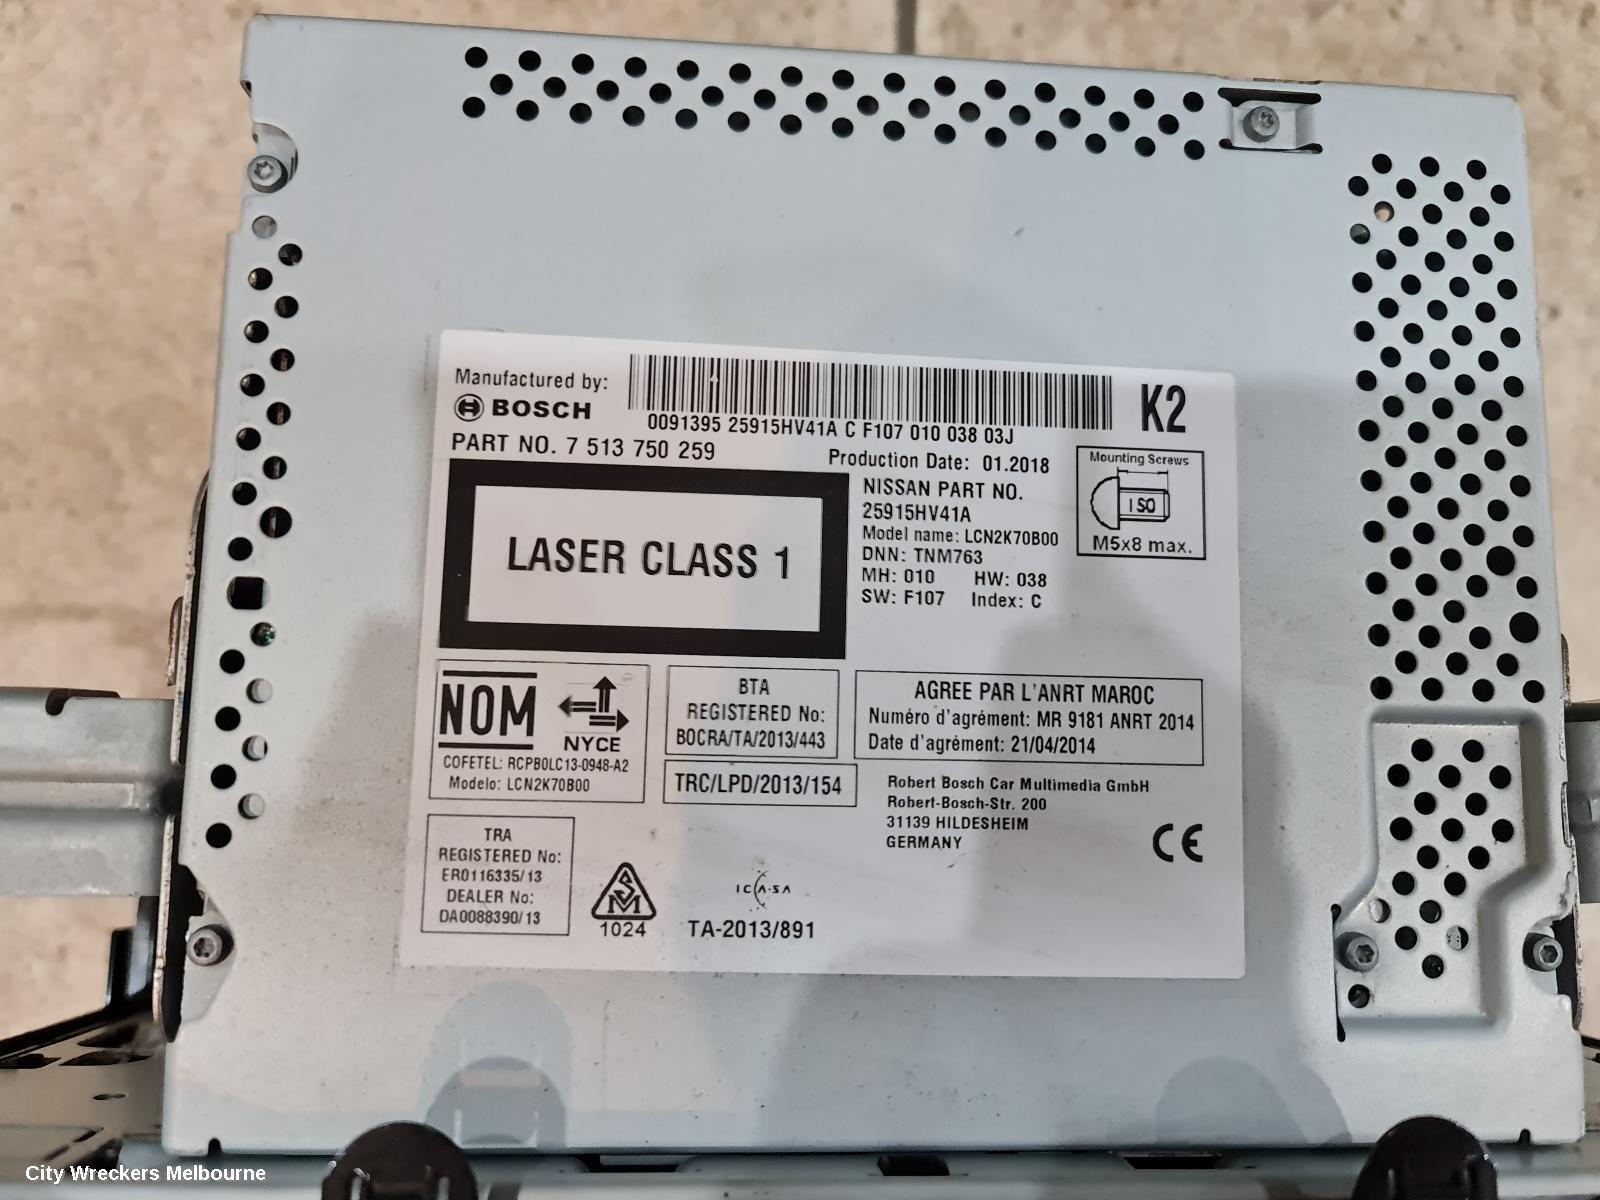 Manufactured by:
BOSCH
0091395 25915HV41A C F107 010 038 03J
K2
PART NO. 7 513 750 259
Production Date: 01.2018
LASER CLASS 1
NISSAN PART NO.
25915HV41A
Model name: LCN2K70B00
DNN: TNM763
MH: 010 HW: 038
SW: F107 Index: C
Mounting Screws
ISO
M5x8 max.
NOM
NYCE
COFETEL: RCPBOLC13-0948-A2
Modelo: LCN2K70B00
BTA
REGISTERED No:
BOCRA/TA/2013/443
TRC/LPD/2013/154
AGREE PAR L'ANRT MAROC
Numéro d'agrément: MR 9181 ANRT 2014
Date d'agrément: 21/04/2014
Robert Bosch Car Multimedia GmbH
Robert-Bosch-Str. 200
31139 HILDESHEIM
GERMANY
CE
TRA
REGISTERED No:
ER0116335/13
DEALER No:
DA0088390/13
SM
1024
ICASA
TA-2013/891
City Wreckers Melbourne